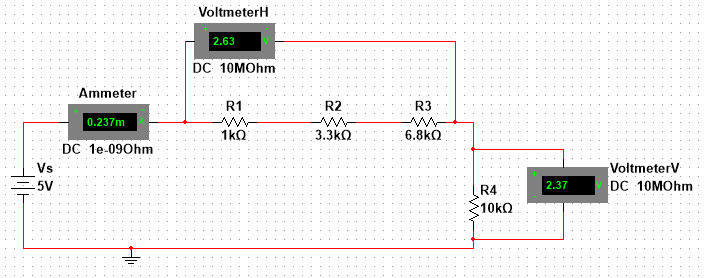 VoltmeterH
2.63
DC 10MOhm
Ammeter
0.237m A
DC 1e-09Ohm
R1
1kΩ
R2
3.3kΩ
R3
6.8kΩ
Vs
5V
R4
10kΩ
VoltmeterV
2.37
DC 10MOhm